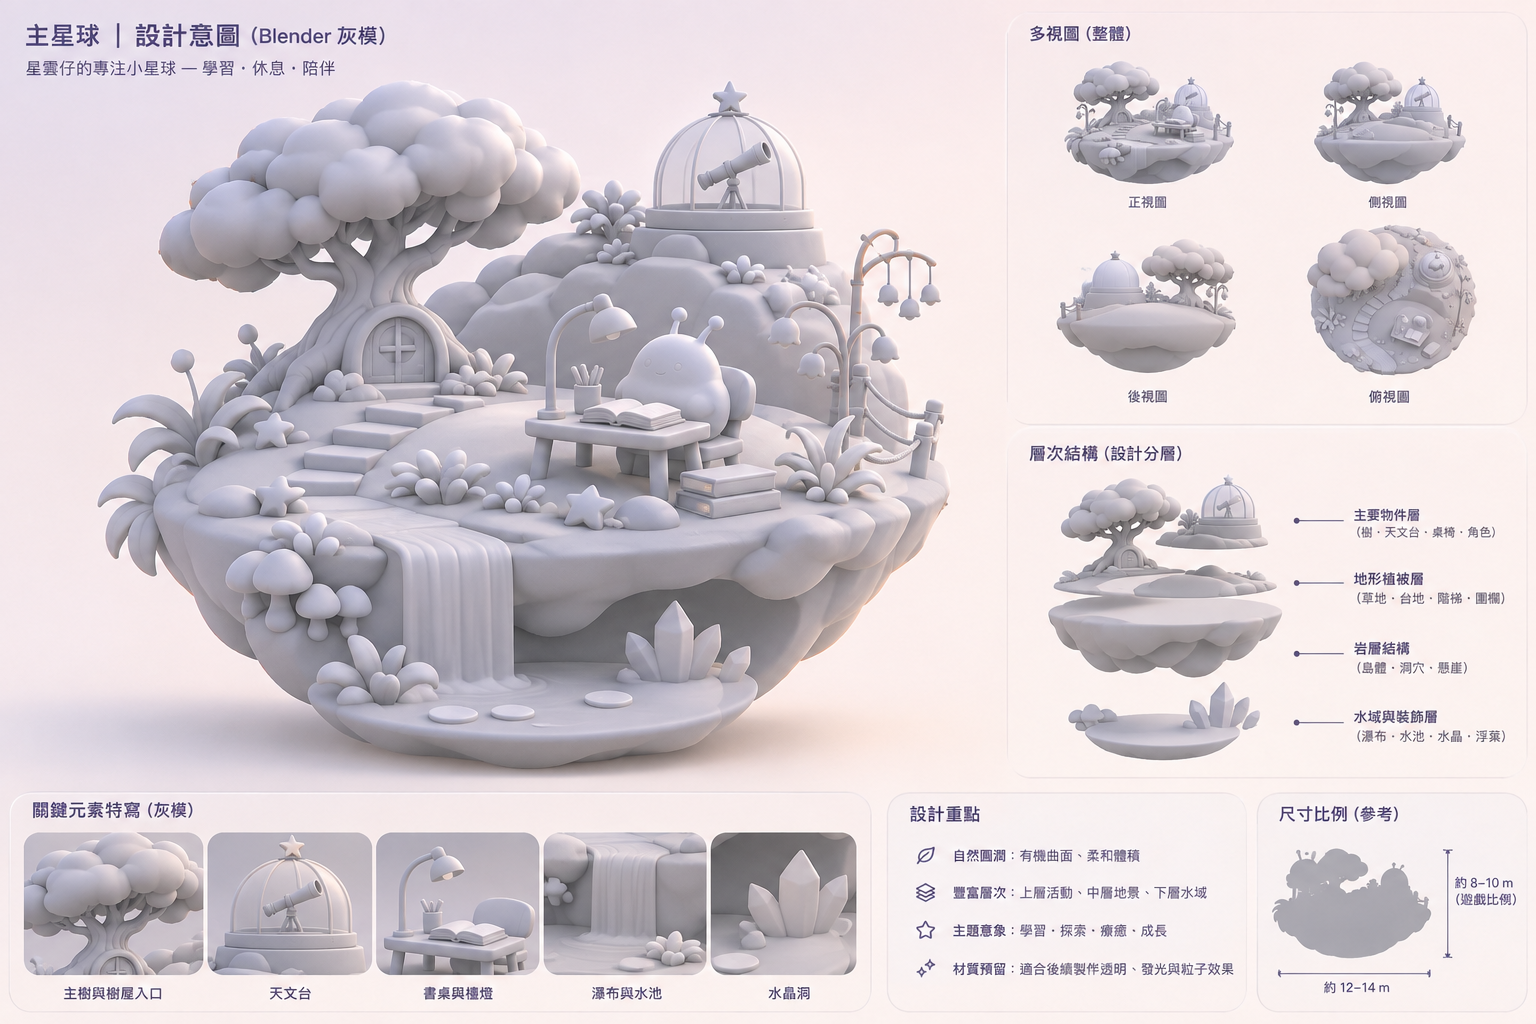 主星球 | 設計意圖 (Blender 灰模)
星雲仔的專注小星球 — 學習・休息・陪伴
多視圖 (整體)
正視圖
側視圖
後視圖
俯視圖
層次結構 (設計分層)
主要物件層
(樹・天文台・桌椅・角色)
地形植被層
(草地・台地・階梯・圍欄)
岩層結構
(島體・洞穴・懸崖)
水域與裝飾層
(瀑布・水池・水晶・浮葉)
關鍵元素特寫 (灰模)
主樹與樹屋入口
天文台
書桌與檯燈
瀑布與水池
水晶洞
設計重點
自然圓潤：有機曲面、柔和體積
豐富層次：上層活動、中層地景、下層水域
主題意象：學習・探索・療癒、成長
材質預留：適合後續製作透明、發光與粒子效果
尺寸比例 (參考)
約 8–10 m
(遊戲比例)
約 12–14 m